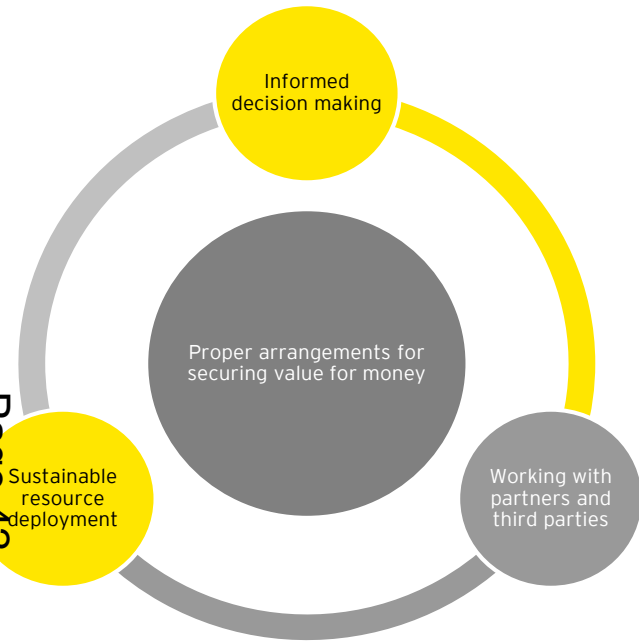 Informed
decision making
Proper arrangements for
securing value for money
Sustainable
resource
deployment
Working with
partners and
third parties